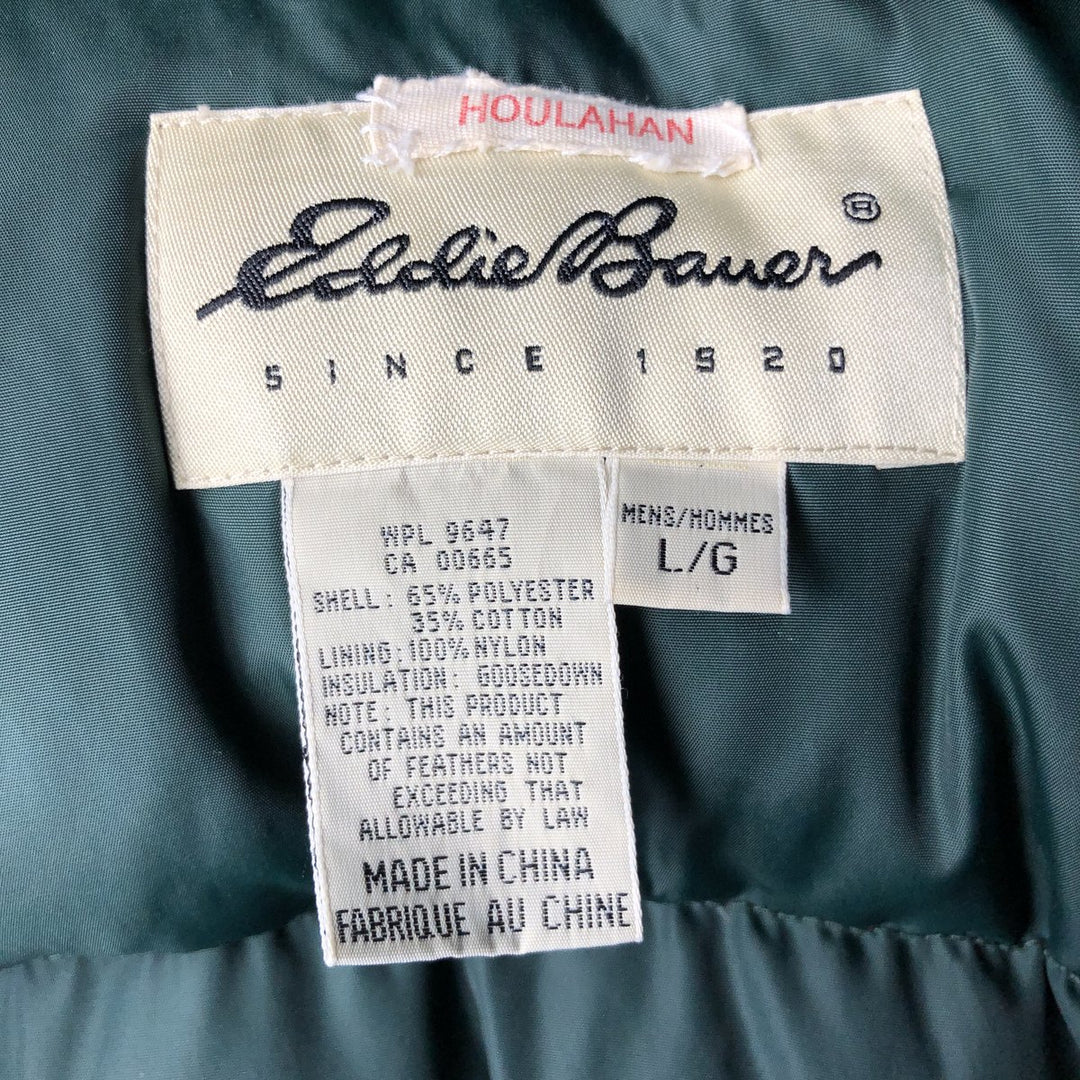 HOULAHAN
Eddie Bauer ®
SINCE 1920
MENS/HOMMES
L/G
WPL 9647
CA 00665
SHELL: 65% POLYESTER
35% COTTON
LINING: 100% NYLON
INSULATION: GOOSEDOWN
NOTE: THIS PRODUCT
CONTAINS AN AMOUNT
OF FEATHERS NOT
EXCEEDING THAT
ALLOWABLE BY LAW
MADE IN CHINA
FABRIQUE AU CHINE